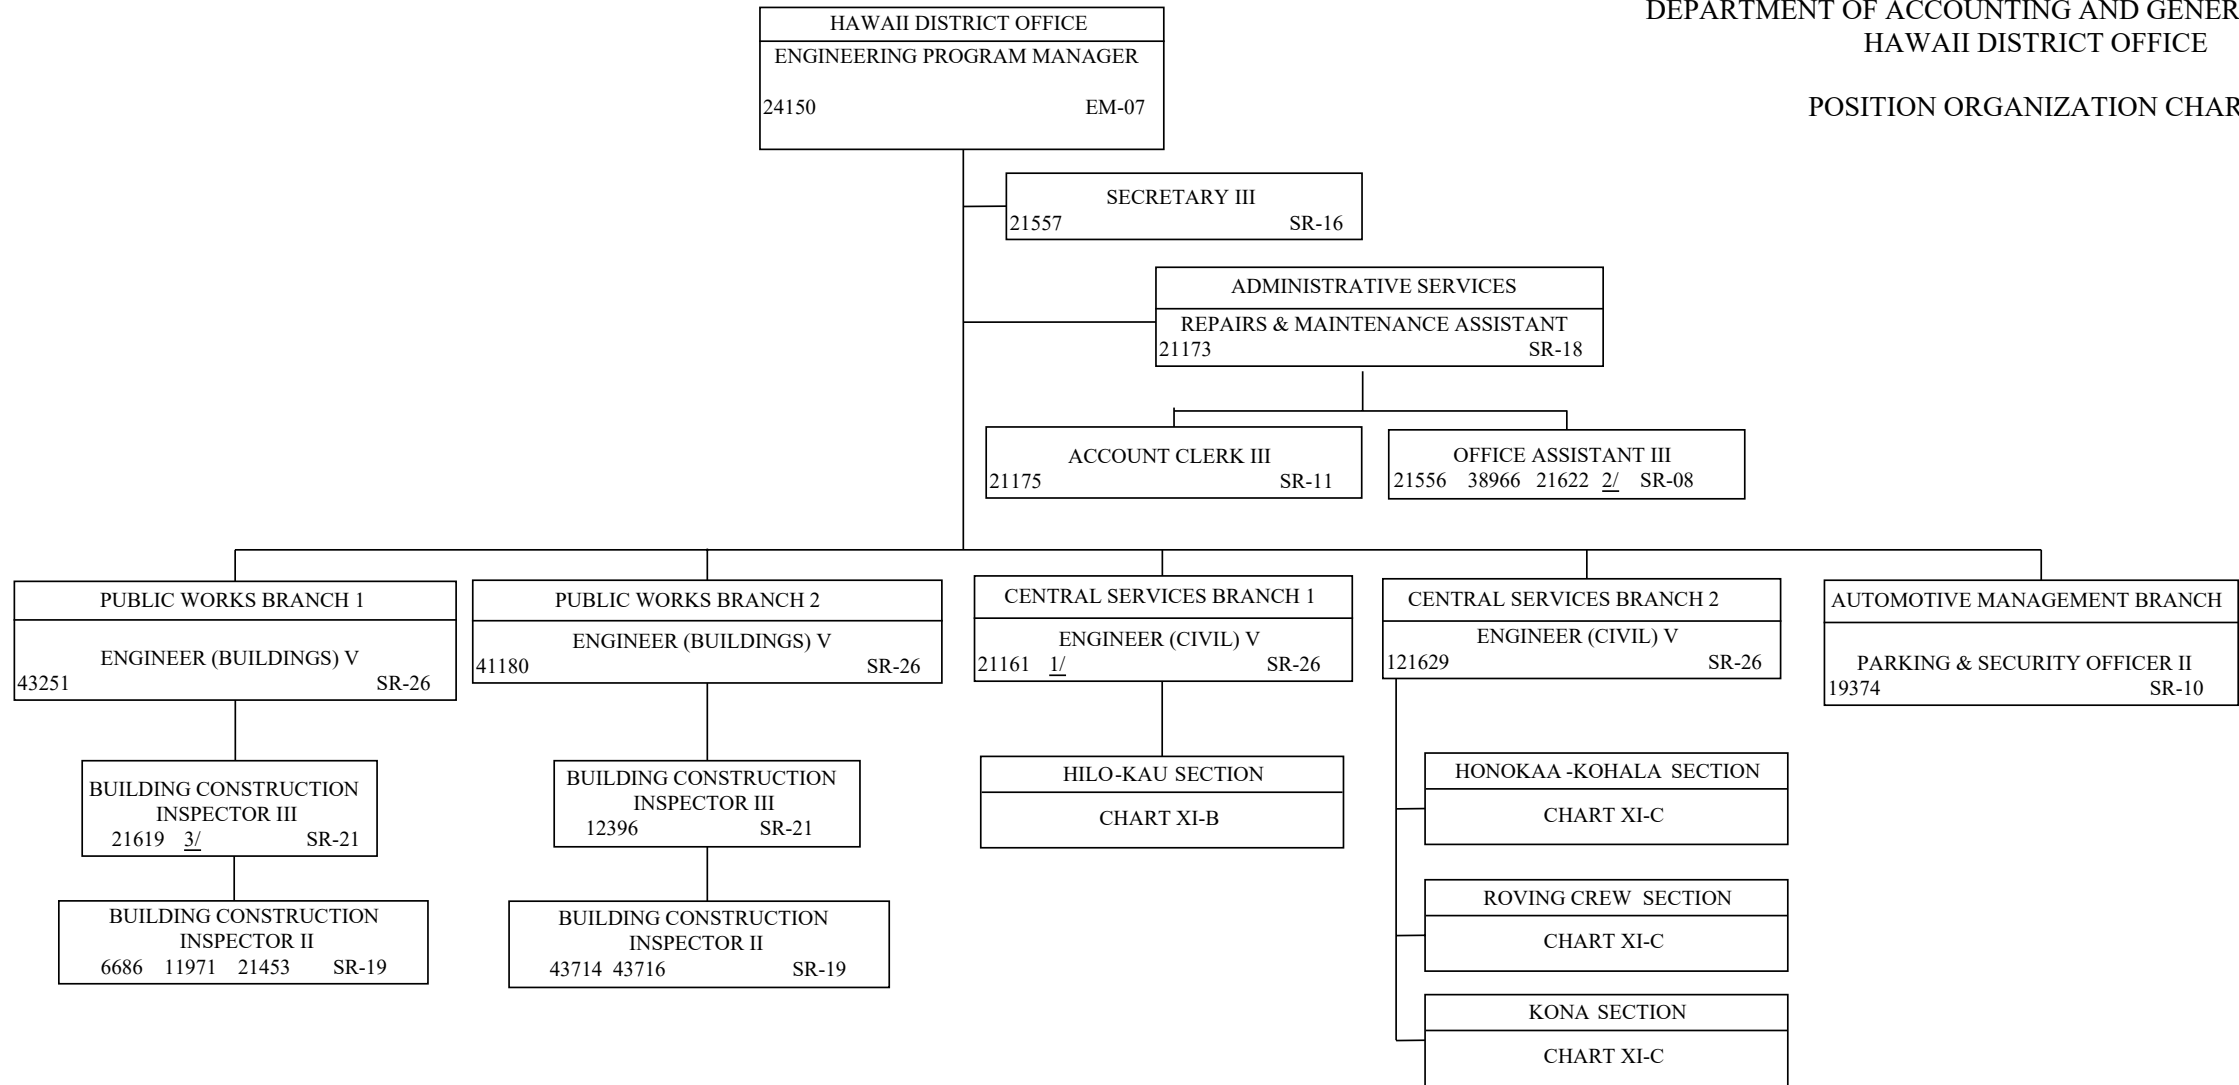 DEPARTMENT OF ACCOUNTING AND GENER
HAWAII DISTRICT OFFICE
POSITION ORGANIZATION CHAR
HAWAII DISTRICT OFFICE
ENGINEERING PROGRAM MANAGER
24150 EM-07
SECRETARY III
21557 SR-16
ADMINISTRATIVE SERVICES
REPAIRS & MAINTENANCE ASSISTANT
21173 SR-18
ACCOUNT CLERK III
21175 SR-11
OFFICE ASSISTANT III
21556 38966 21622 2/ SR-08
PUBLIC WORKS BRANCH 1
ENGINEER (BUILDINGS) V
43251 SR-26
BUILDING CONSTRUCTION
INSPECTOR III
21619 3/ SR-21
BUILDING CONSTRUCTION
INSPECTOR II
6686 11971 21453 SR-19
PUBLIC WORKS BRANCH 2
ENGINEER (BUILDINGS) V
41180 SR-26
BUILDING CONSTRUCTION
INSPECTOR III
12396 SR-21
BUILDING CONSTRUCTION
INSPECTOR II
43714 43716 SR-19
CENTRAL SERVICES BRANCH 1
ENGINEER (CIVIL) V
21161 1/ SR-26
HILO-KAU SECTION
CHART XI-B
CENTRAL SERVICES BRANCH 2
ENGINEER (CIVIL) V
121629 SR-26
HONOKAA -KOHALA SECTION
CHART XI-C
ROVING CREW SECTION
CHART XI-C
KONA SECTION
CHART XI-C
AUTOMOTIVE MANAGEMENT BRANCH
PARKING & SECURITY OFFICER II
19374 SR-10